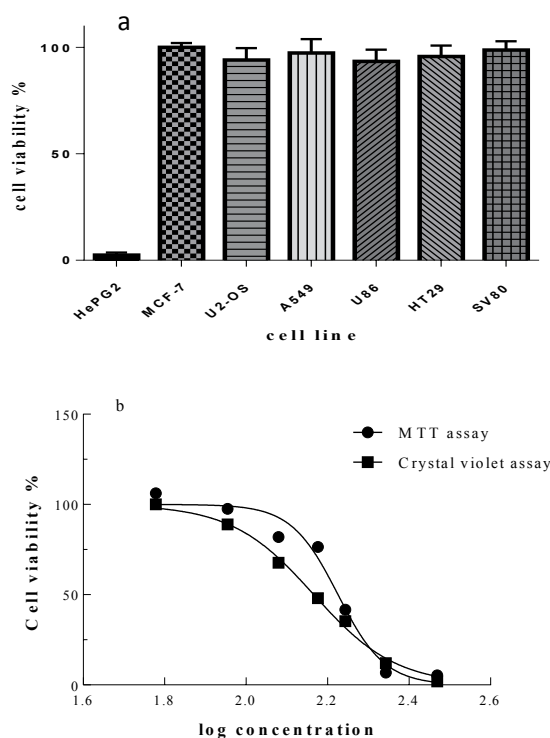 a
cell viability %
100
50
0
HePG2
MCF-7
U2-OS
A549
U86
HT29
SV80
cell line
b
Cell viability %
150
100
50
0
MTT assay
Crystal violet assay
1.6 1.8 2.0 2.2 2.4 2.6
log concentration